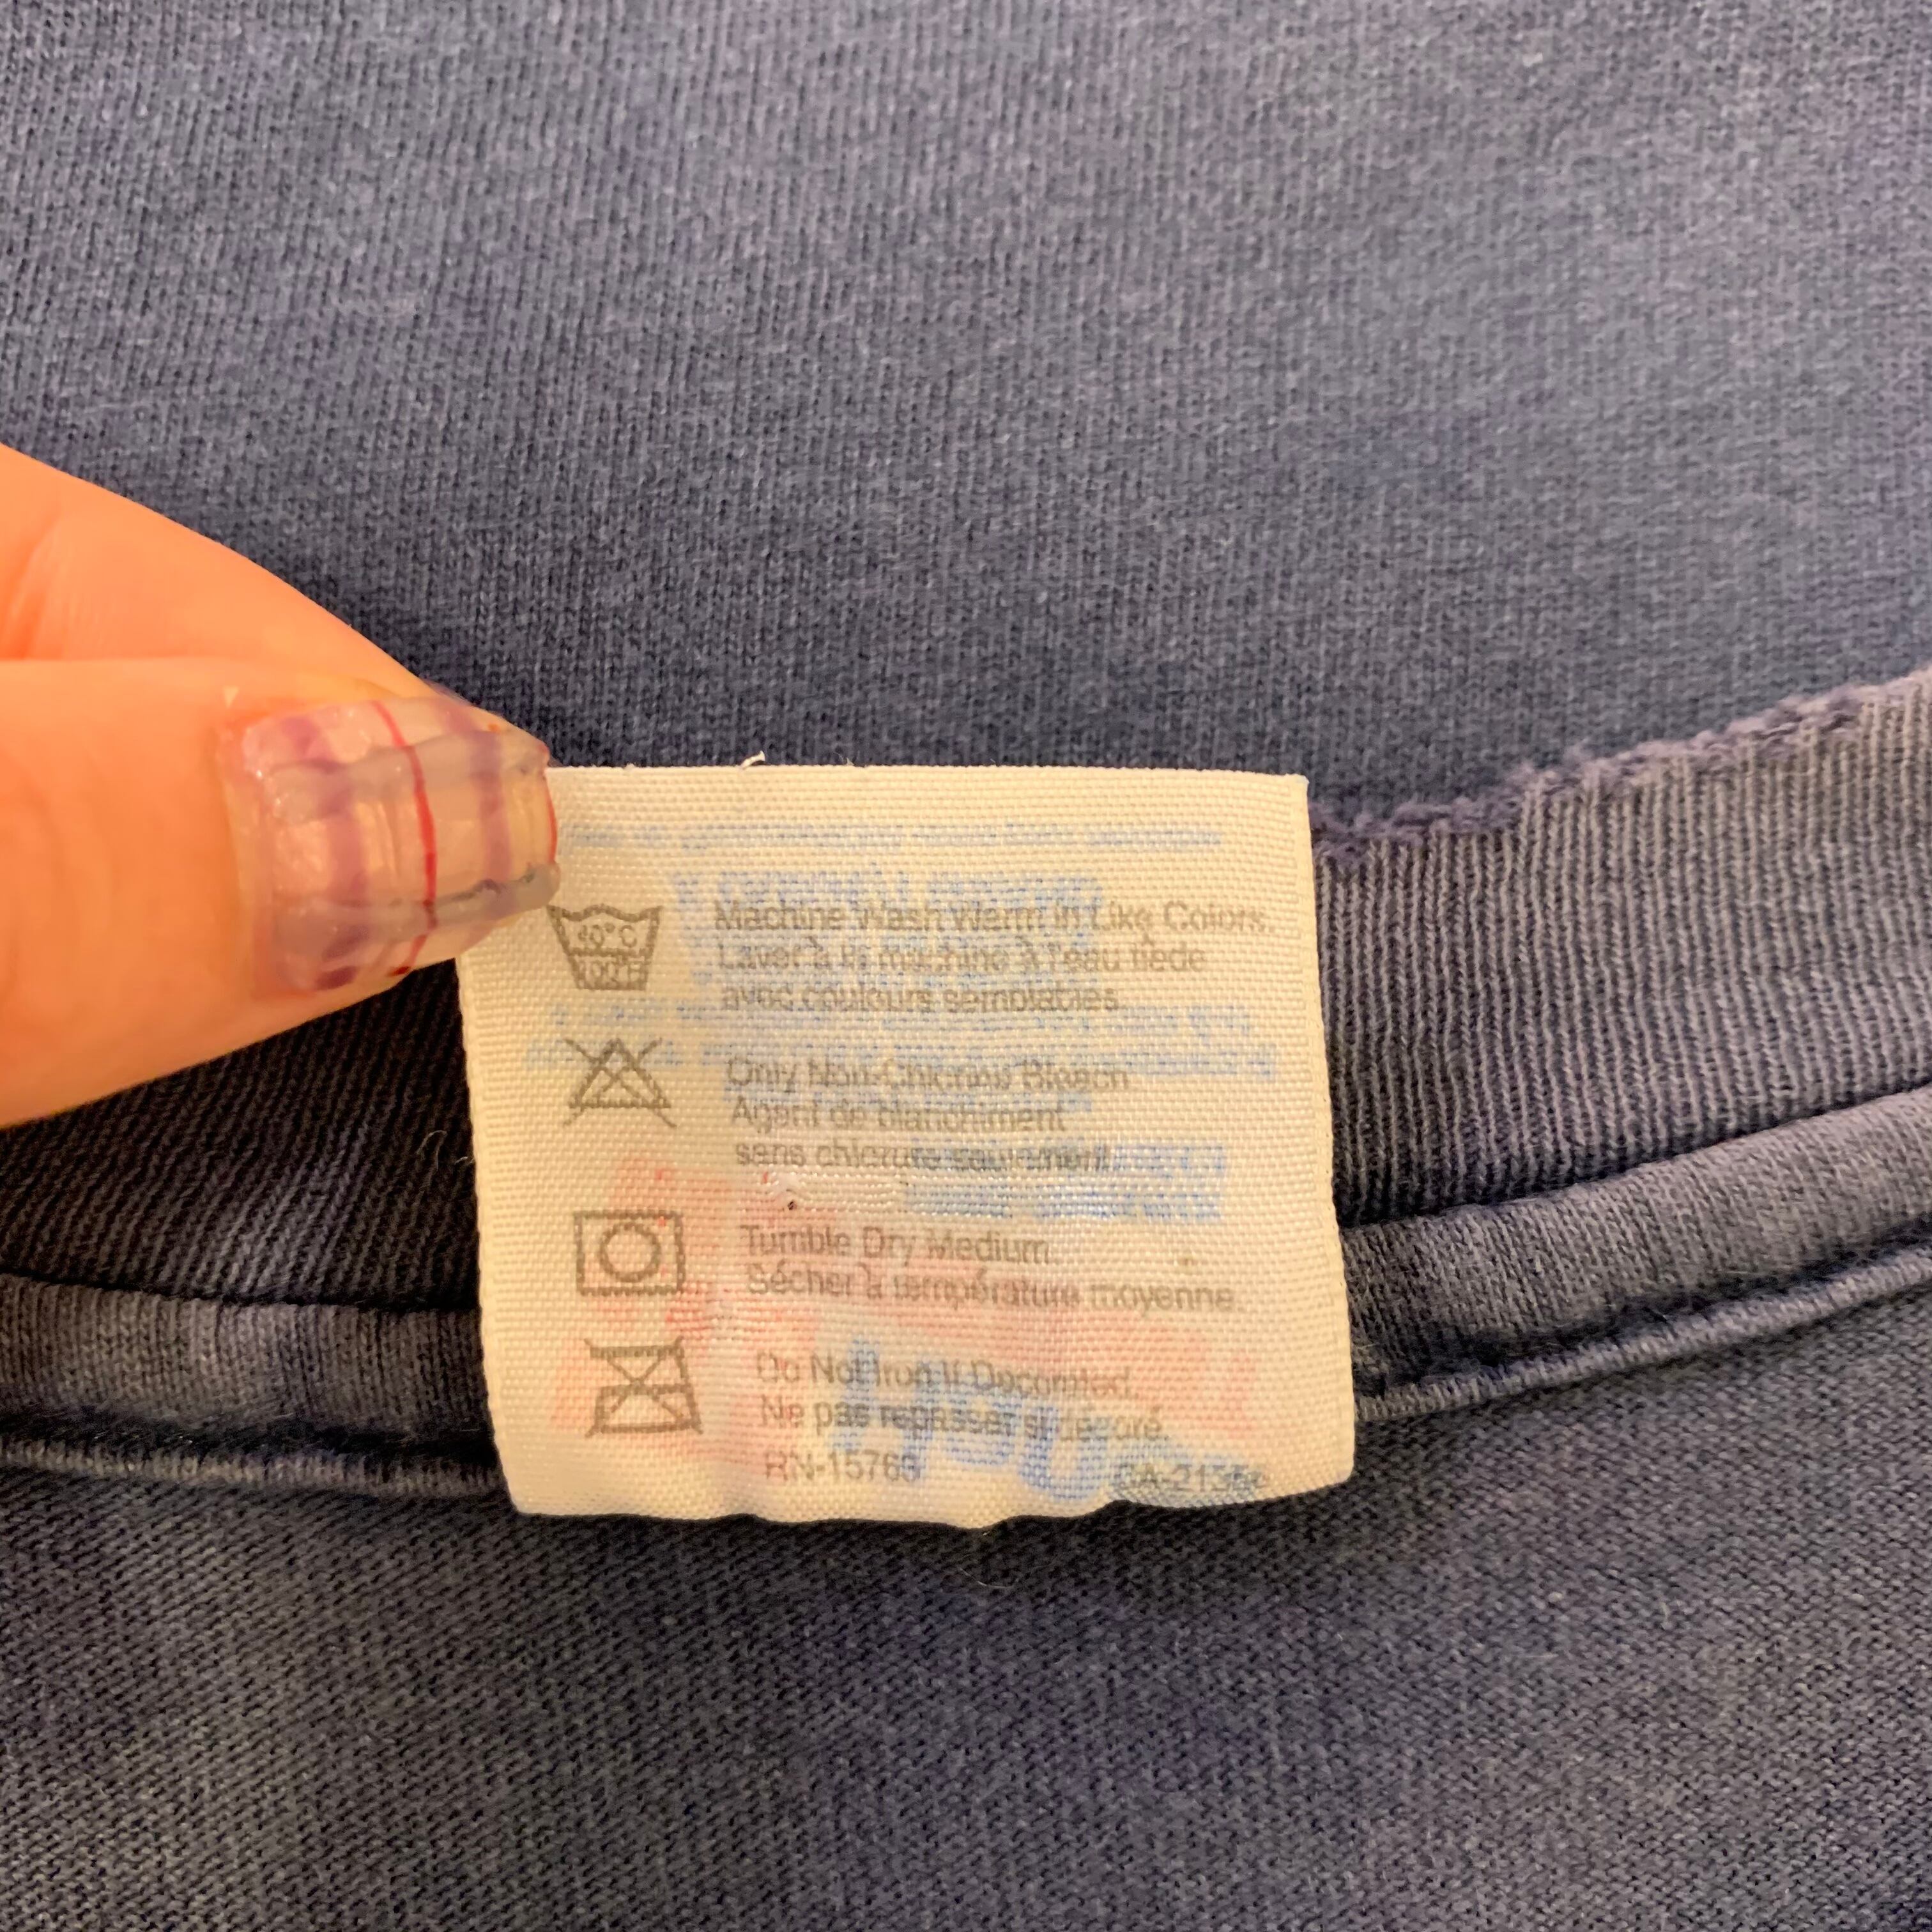 40°C
100°F
Machine Wash Warm in Like Colors.
Laver à la machine à l'eau tiède
avec couleurs semblables.
Only Non-Chlorine Bleach
Agent de blanchiment
sans chlorure seulement.
Tumble Dry Medium.
Sécher à température moyenne.
Do Not Iron If Decorated.
Ne pas repasser si décoré.
RN-15763